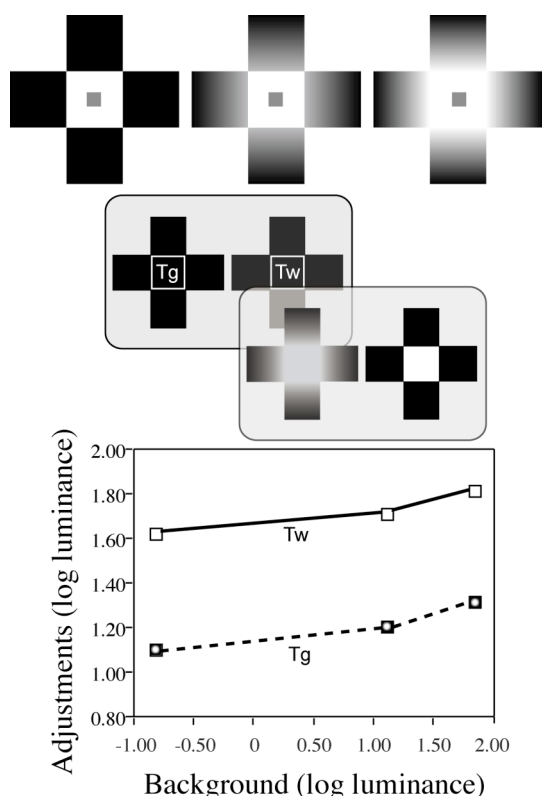 Tg Tw
Adjustments (log luminance)
2.00
1.80
1.60
1.40
1.20
1.00
0.80
Tw
Tg
-1.00 -0.50 0 0.50 1.00 1.50 2.00
Background (log luminance)